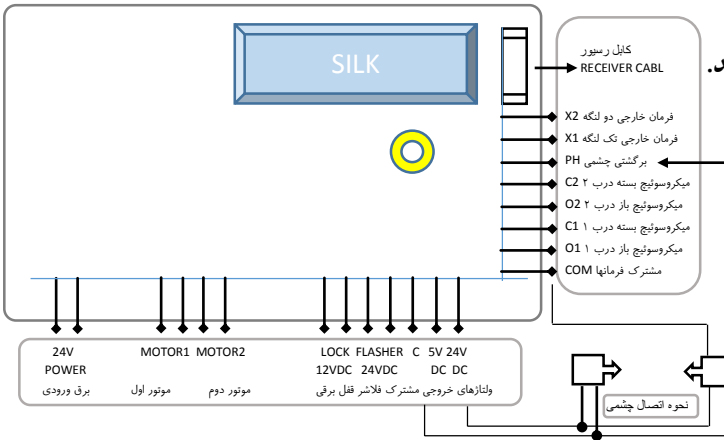 SILK
کابل رسیور
RECEIVER CABL
د.
فرمان خارجی دو لنگه X2
فرمان خارجی تک لنگه X1
برگشتی چشمی PH
میکروسوئیچ بسته درب ۲ C2
میکروسوئیچ باز درب ۲ O2
میکروسوئیچ بسته درب ۱ C1
میکروسوئیچ باز درب ۱ O1
مشترک فرمانها COM
24V MOTOR1 MOTOR2 LOCK FLASHER C 5V 24V
POWER 12VDC 24VDC DC DC
برق ورودی موتور اول موتور دوم ولتاژهای خروجی مشترک فلاشر قفل برقی
نحوه اتصال چشمی